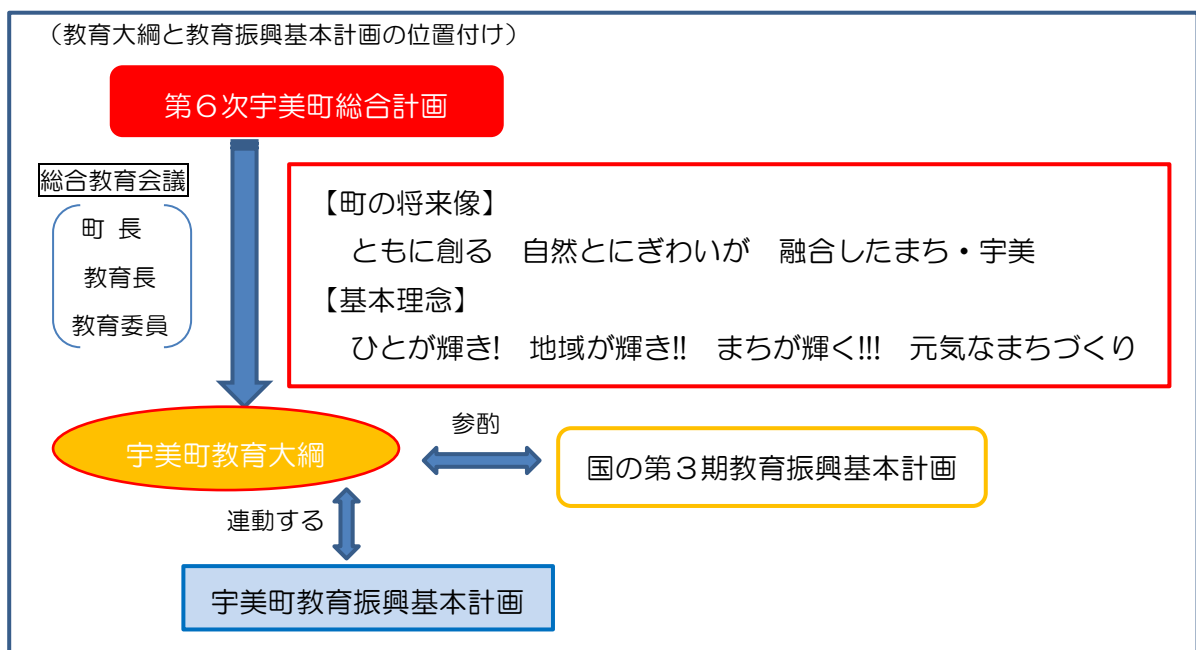 （教育大綱と教育振興基本計画の位置付け）
第６次宇美町総合計画
総合教育会議
町 長
教育長
教育委員
【町の将来像】
ともに創る　自然とにぎわいが　融合したまち・宇美
【基本理念】
ひとが輝き!　地域が輝き!!　まちが輝く!!!　元気なまちづくり
宇美町教育大綱
参酌
国の第３期教育振興基本計画
連動する
宇美町教育振興基本計画